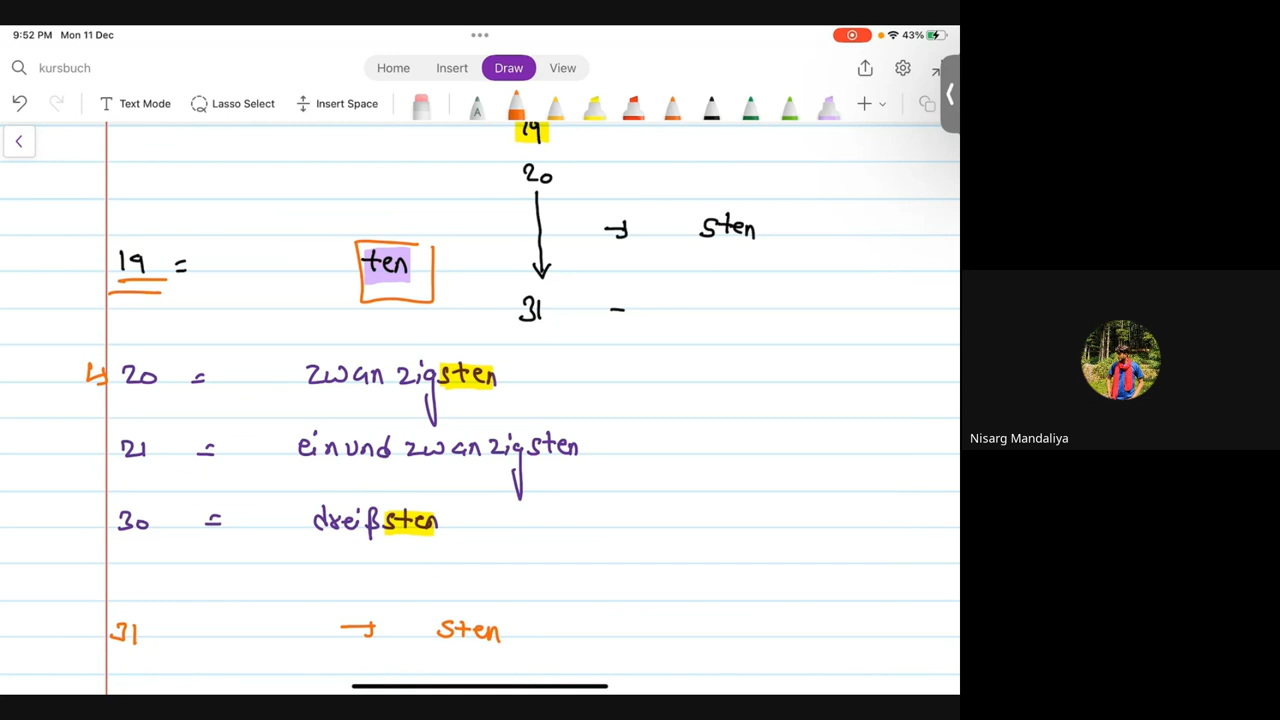 9:52 PM Mon 11 Dec
43%
kursbuch
Home Insert Draw View
Text Mode Lasso Select Insert Space
19
20
→ sten
19 = ten
31 -
↳ 20 = zwanzigsten
21 = einundzwanzigsten
30 = dreißsten
31 → sten
Nisarg Mandaliya